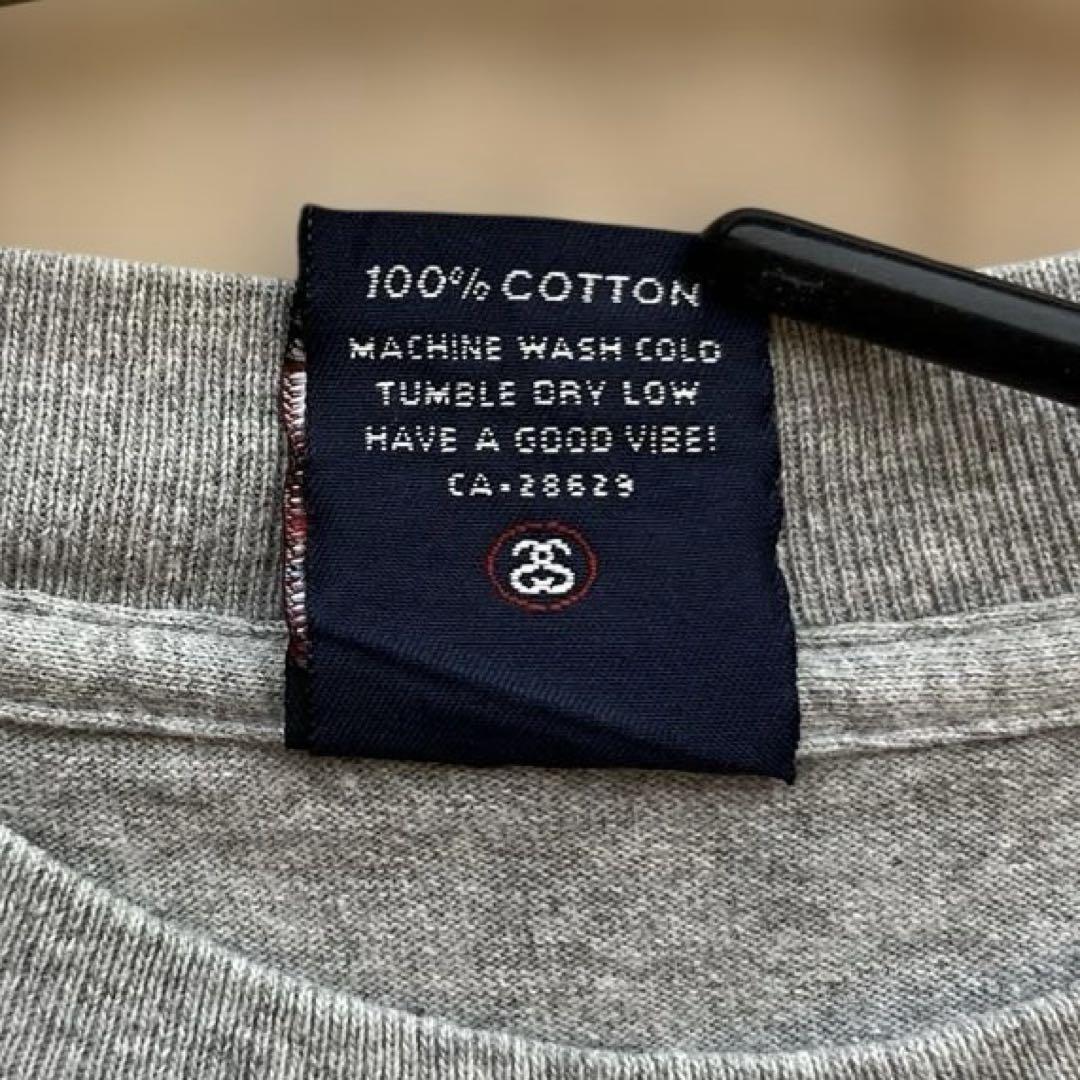 100% COTTON
MACHINE WASH COLD
TUMBLE DRY LOW
HAVE A GOOD VIBE!
CA-28629